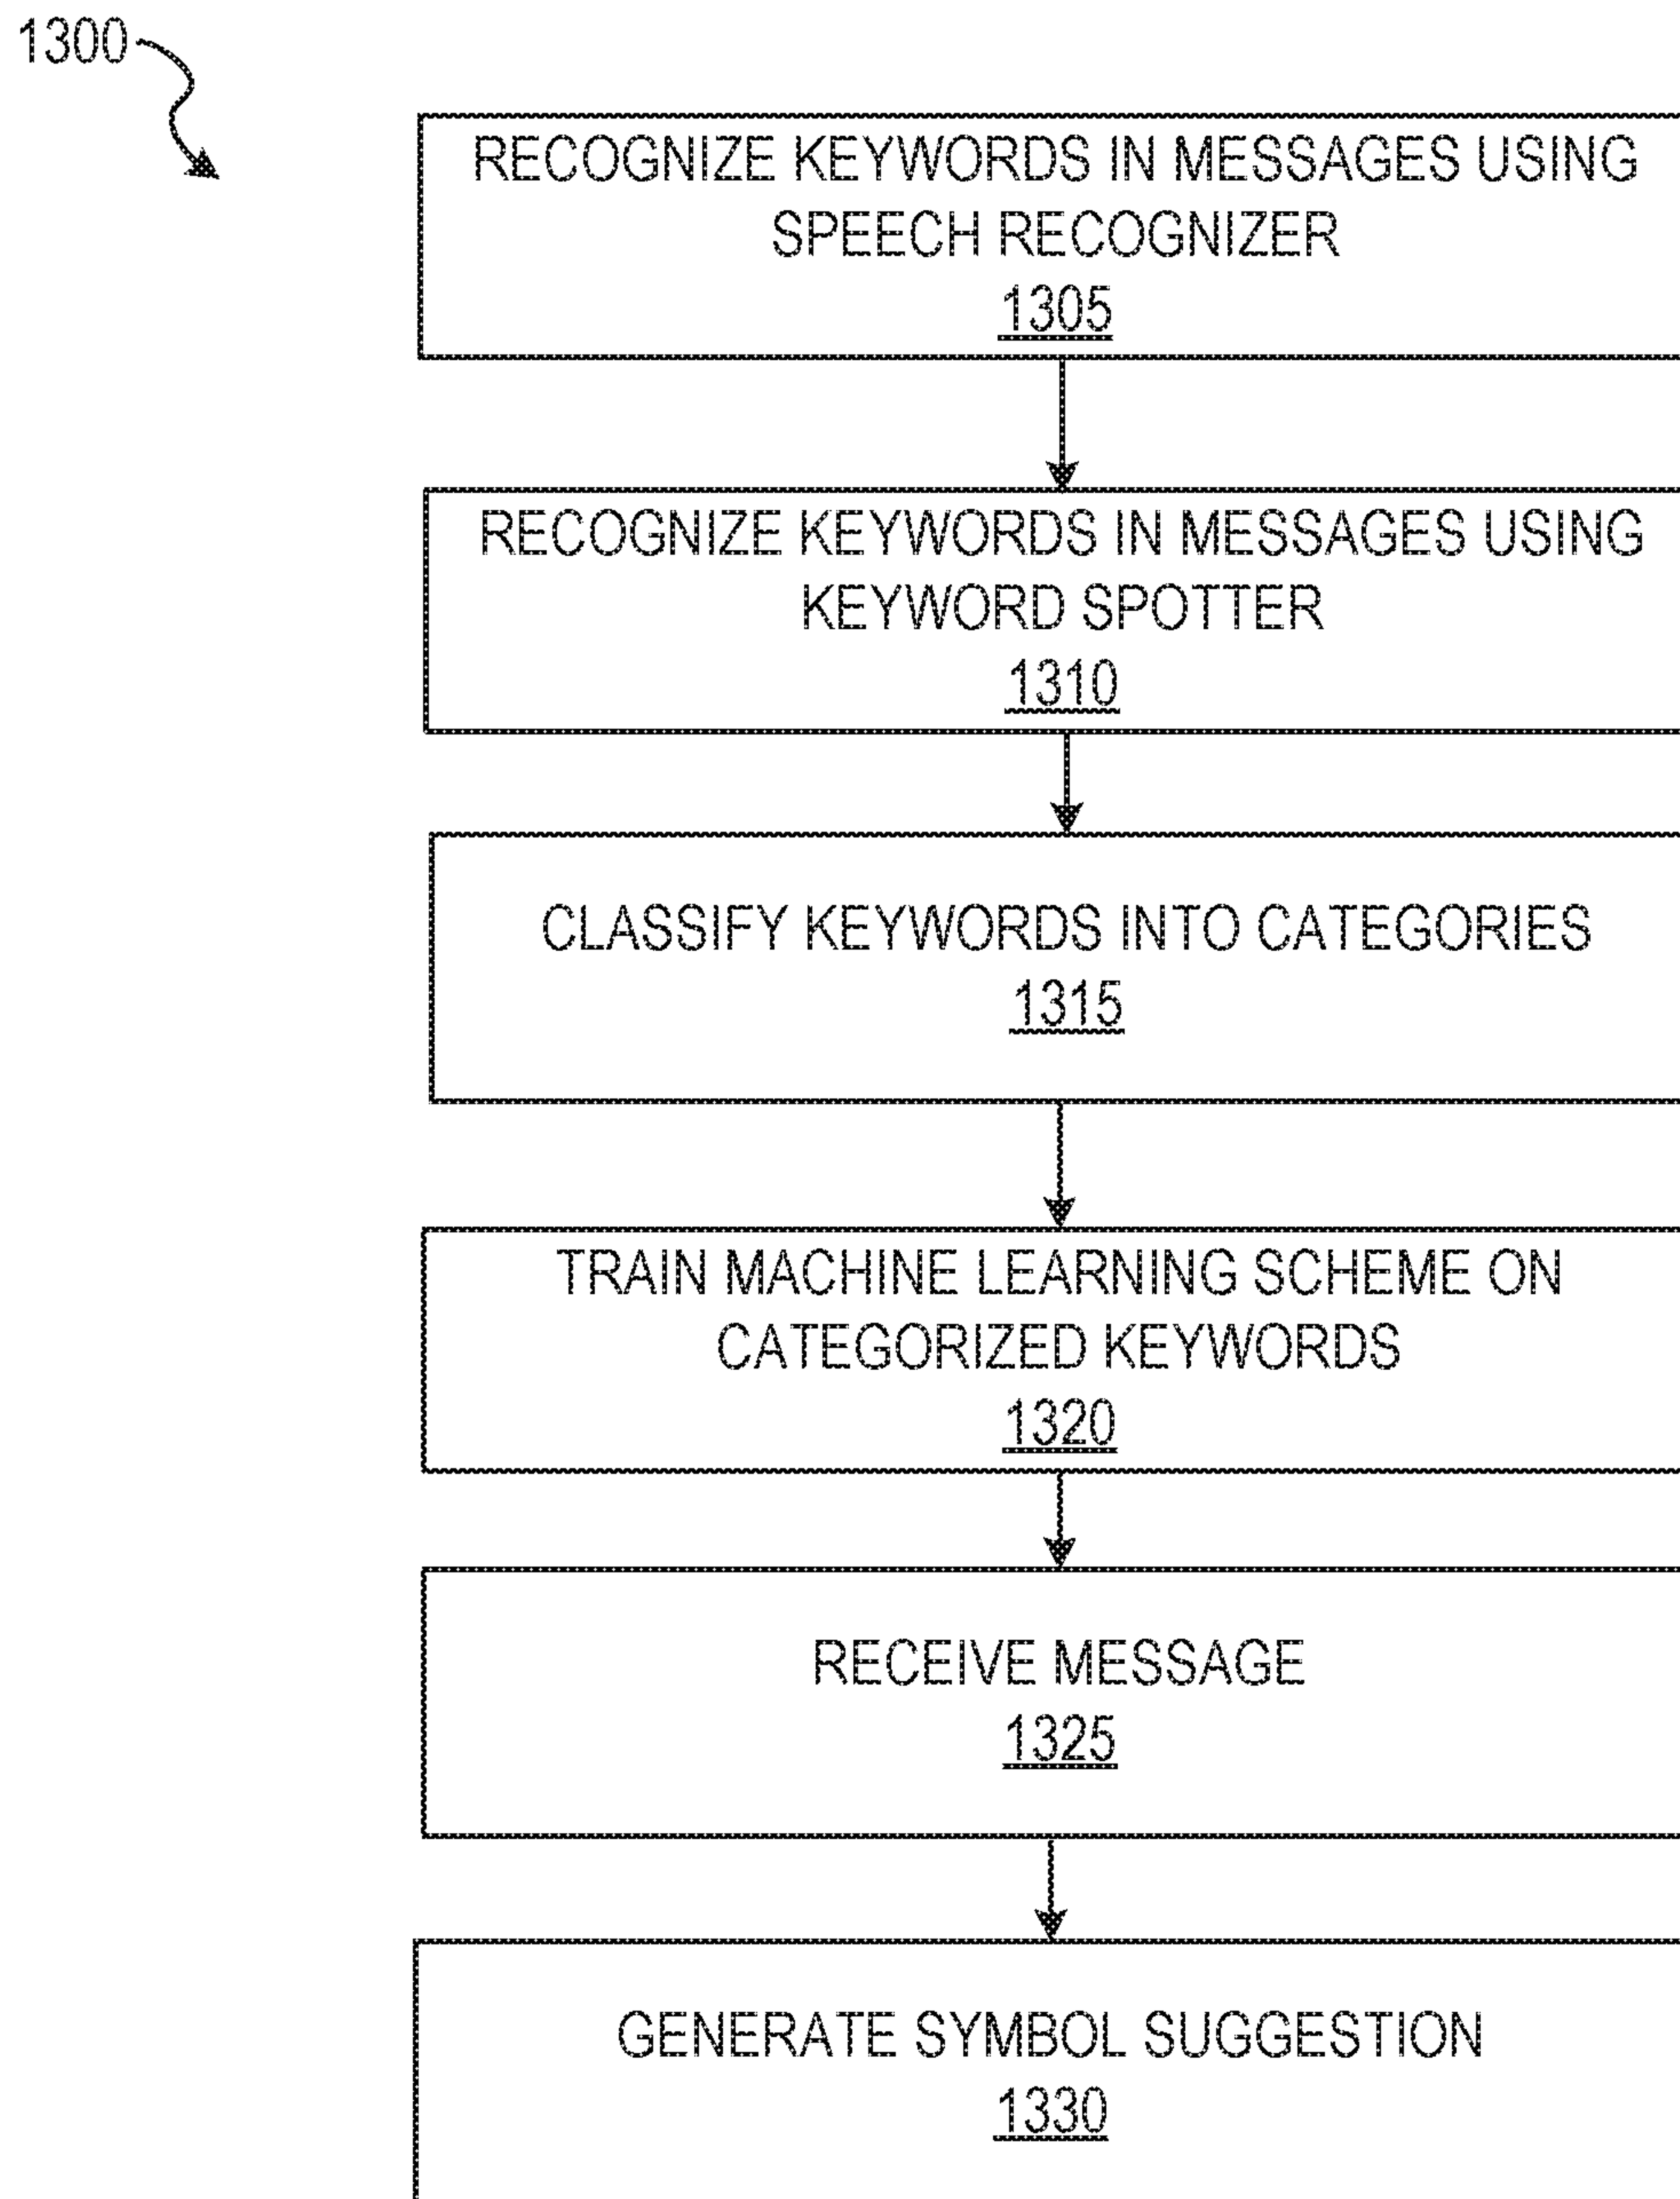 1300
RECOGNIZE KEYWORDS IN MESSAGES USING
SPEECH RECOGNIZER
1305
RECOGNIZE KEYWORDS IN MESSAGES USING
KEYWORD SPOTTER
1310
CLASSIFY KEYWORDS INTO CATEGORIES
1315
TRAIN MACHINE LEARNING SCHEME ON
CATEGORIZED KEYWORDS
1320
RECEIVE MESSAGE
1325
GENERATE SYMBOL SUGGESTION
1330